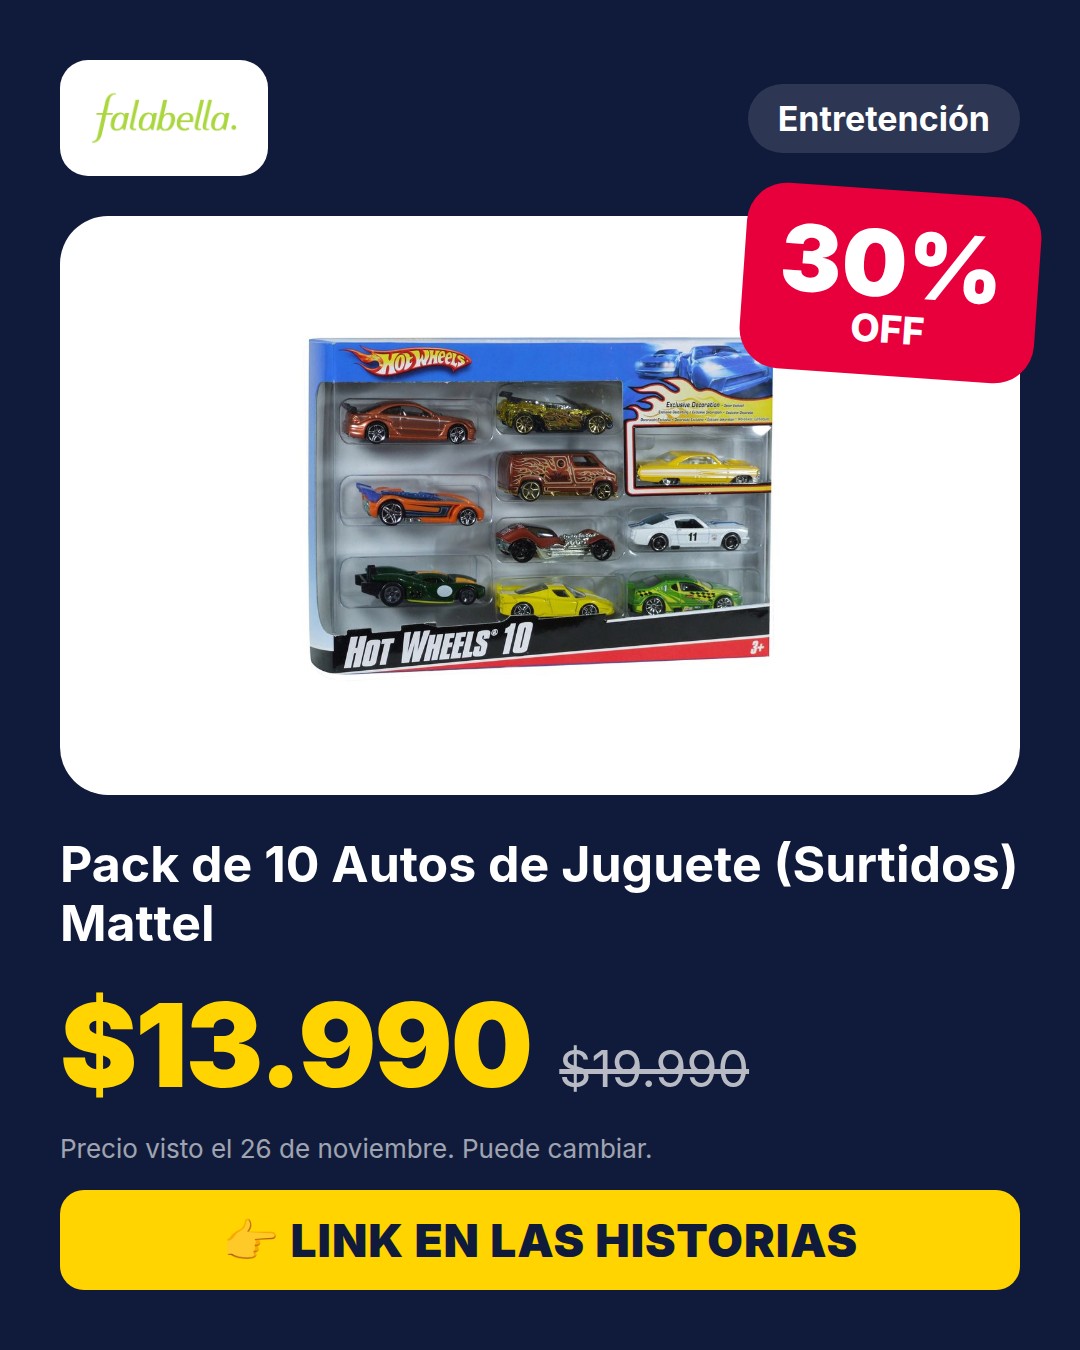 falabella.
Entretención
30%
OFF
Hot Wheels
Exclusive Decoration
11
HOT WHEELS® 10
3+
Pack de 10 Autos de Juguete (Surtidos)
Mattel
$13.990 $19.990
Precio visto el 26 de noviembre. Puede cambiar.
👉 LINK EN LAS HISTORIAS